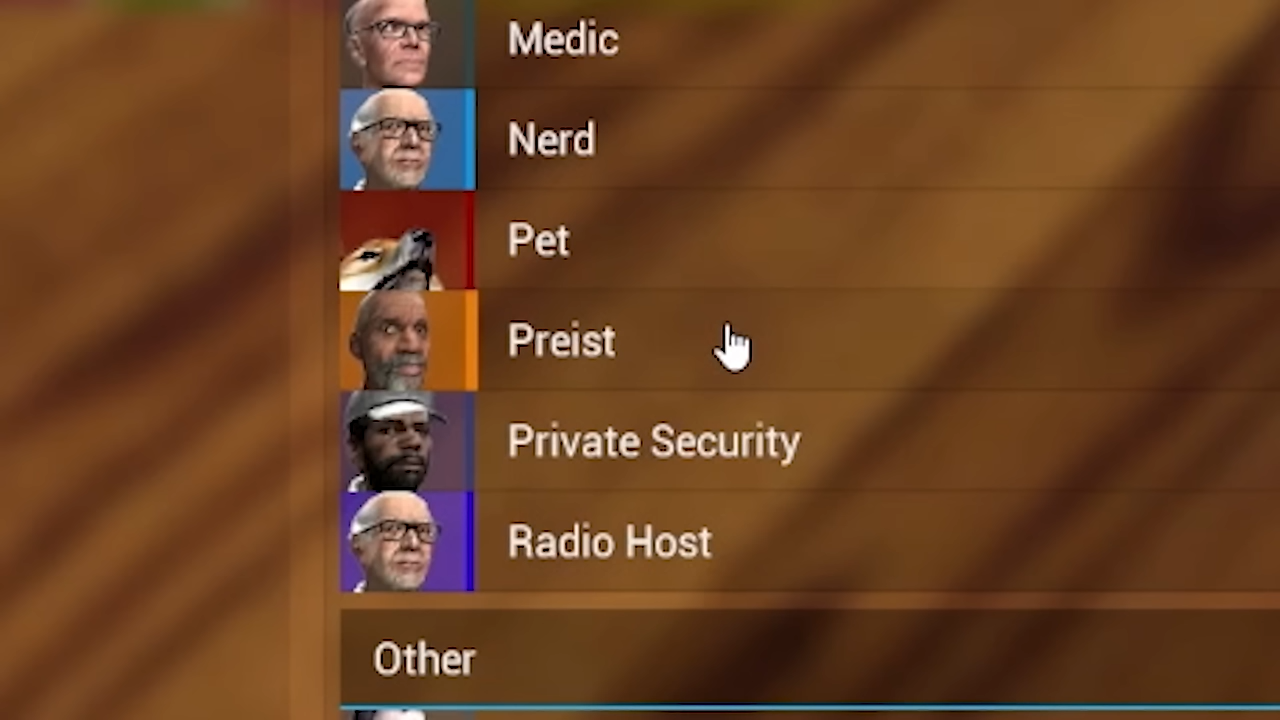 Medic
Nerd
Pet
Preist
Private Security
Radio Host
Other